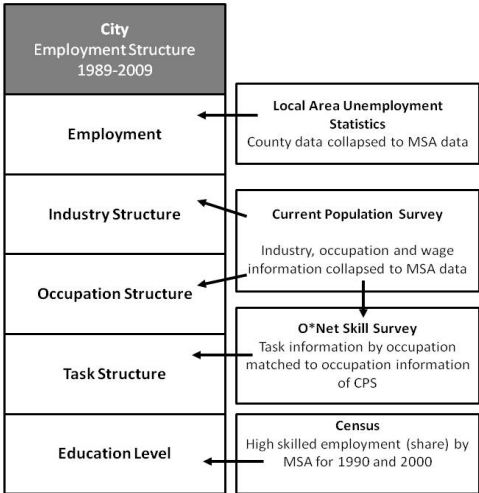 City
Employment Structure
1989-2009
Employment
Industry Structure
Occupation Structure
Task Structure
Education Level
Local Area Unemployment
Statistics
County data collapsed to MSA data
Current Population Survey
Industry, occupation and wage
information collapsed to MSA data
O*Net Skill Survey
Task information by occupation
matched to occupation information
of CPS
Census
High skilled employment (share) by
MSA for 1990 and 2000